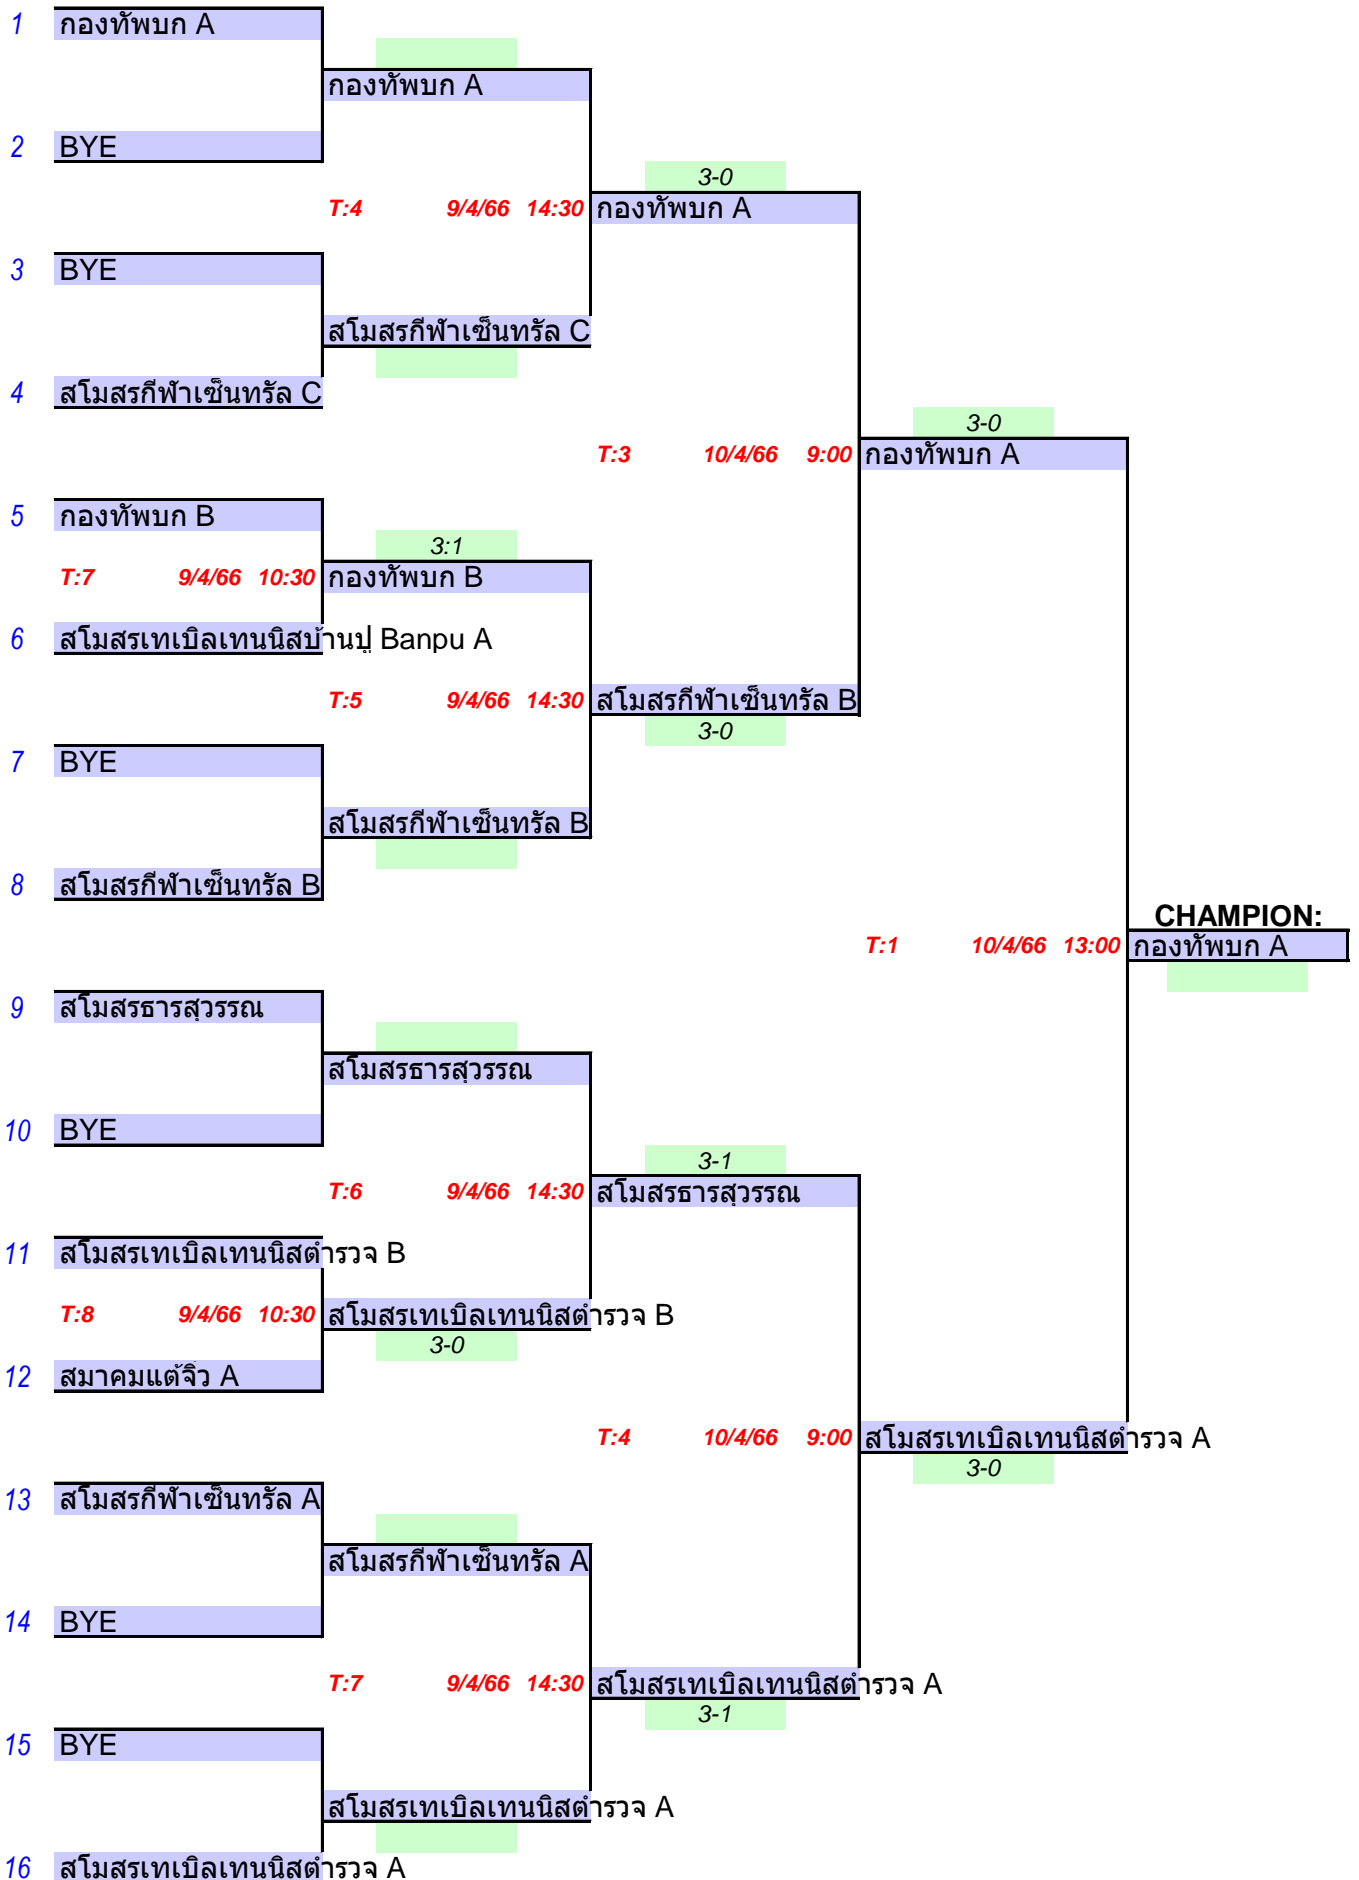 1 กองทัพบก A
กองทัพบก A
2 BYE
3-0
T:4 9/4/66 14:30 กองทัพบก A
3 BYE
สโมสรกีฬาเซ็นทรัล C
4 สโมสรกีฬาเซ็นทรัล C
3-0
T:3 10/4/66 9:00 กองทัพบก A
5 กองทัพบก B
3:1
T:7 9/4/66 10:30 กองทัพบก B
6 สโมสรเทเบิลเทนนิสบ้านปู Banpu A
T:5 9/4/66 14:30 สโมสรกีฬาเซ็นทรัล B
3-0
7 BYE
สโมสรกีฬาเซ็นทรัล B
8 สโมสรกีฬาเซ็นทรัล B
CHAMPION:
T:1 10/4/66 13:00 กองทัพบก A
9 สโมสรธารสุวรรณ
สโมสรธารสุวรรณ
10 BYE
3-1
T:6 9/4/66 14:30 สโมสรธารสุวรรณ
11 สโมสรเทเบิลเทนนิสตำรวจ B
T:8 9/4/66 10:30 สโมสรเทเบิลเทนนิสตำรวจ B
3-0
12 สมาคมแต้จิ๋ว A
T:4 10/4/66 9:00 สโมสรเทเบิลเทนนิสตำรวจ A
3-0
13 สโมสรกีฬาเซ็นทรัล A
สโมสรกีฬาเซ็นทรัล A
14 BYE
T:7 9/4/66 14:30 สโมสรเทเบิลเทนนิสตำรวจ A
3-1
15 BYE
สโมสรเทเบิลเทนนิสตำรวจ A
16 สโมสรเทเบิลเทนนิสตำรวจ A